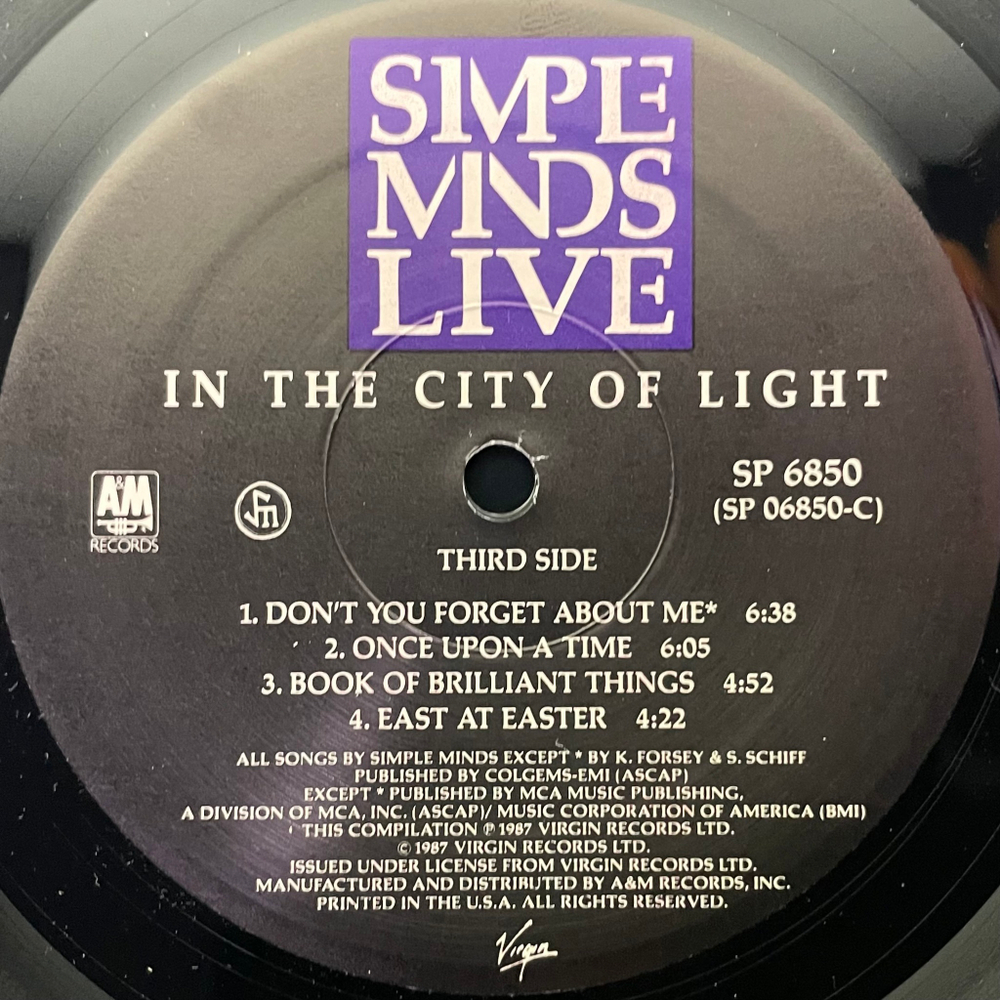 SIMPLE
MINDS
LIVE
IN THE CITY OF LIGHT
A&M
RECORDS
SM
SP 6850
(SP 06850-C)
THIRD SIDE
1. DON'T YOU FORGET ABOUT ME* 6:38
2. ONCE UPON A TIME 6:05
3. BOOK OF BRILLIANT THINGS 4:52
4. EAST AT EASTER 4:22
ALL SONGS BY SIMPLE MINDS EXCEPT * BY K. FORSEY & S. SCHIFF
PUBLISHED BY COLGEMS-EMI (ASCAP)
EXCEPT * PUBLISHED BY MCA MUSIC PUBLISHING,
A DIVISION OF MCA, INC. (ASCAP)/ MUSIC CORPORATION OF AMERICA (BMI)
THIS COMPILATION ℗ 1987 VIRGIN RECORDS LTD.
© 1987 VIRGIN RECORDS LTD.
ISSUED UNDER LICENSE FROM VIRGIN RECORDS LTD.
MANUFACTURED AND DISTRIBUTED BY A&M RECORDS, INC.
PRINTED IN THE U.S.A. ALL RIGHTS RESERVED.
Virgin